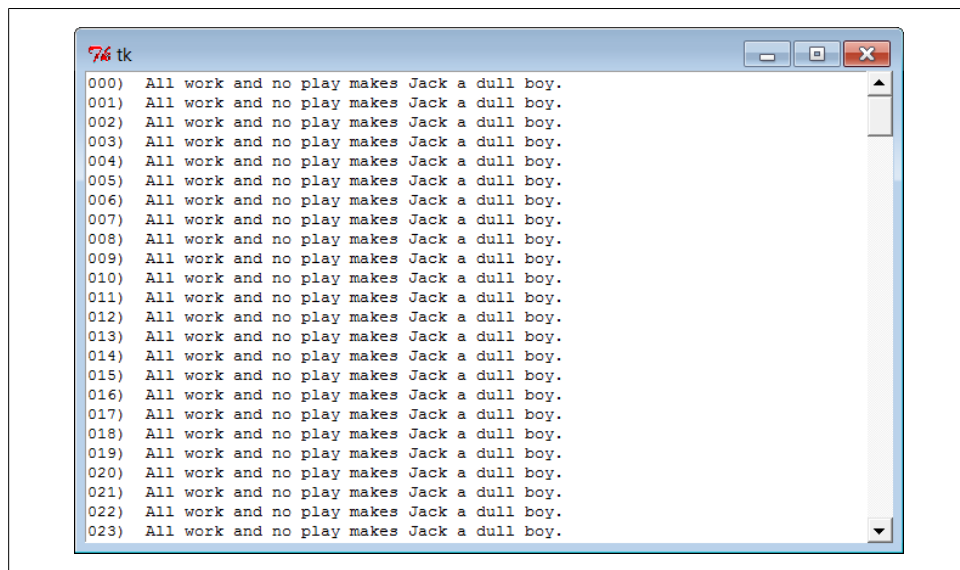 tk
000)  All work and no play makes Jack a dull boy.
001)  All work and no play makes Jack a dull boy.
002)  All work and no play makes Jack a dull boy.
003)  All work and no play makes Jack a dull boy.
004)  All work and no play makes Jack a dull boy.
005)  All work and no play makes Jack a dull boy.
006)  All work and no play makes Jack a dull boy.
007)  All work and no play makes Jack a dull boy.
008)  All work and no play makes Jack a dull boy.
009)  All work and no play makes Jack a dull boy.
010)  All work and no play makes Jack a dull boy.
011)  All work and no play makes Jack a dull boy.
012)  All work and no play makes Jack a dull boy.
013)  All work and no play makes Jack a dull boy.
014)  All work and no play makes Jack a dull boy.
015)  All work and no play makes Jack a dull boy.
016)  All work and no play makes Jack a dull boy.
017)  All work and no play makes Jack a dull boy.
018)  All work and no play makes Jack a dull boy.
019)  All work and no play makes Jack a dull boy.
020)  All work and no play makes Jack a dull boy.
021)  All work and no play makes Jack a dull boy.
022)  All work and no play makes Jack a dull boy.
023)  All work and no play makes Jack a dull boy.